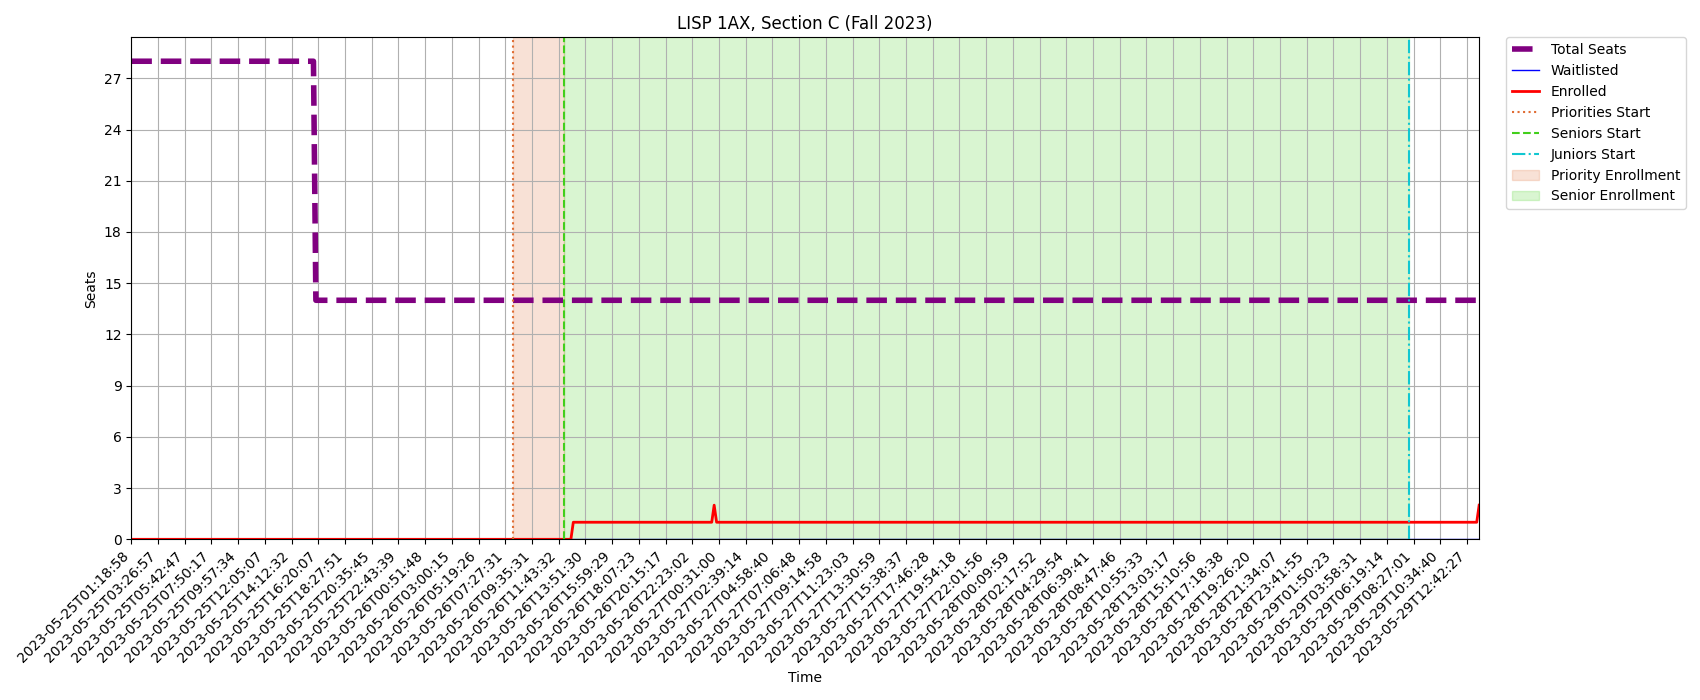 LISP 1AX, Section C (Fall 2023)
Total Seats
Waitlisted
Enrolled
Priorities Start
Seniors Start
Juniors Start
Priority Enrollment
Senior Enrollment
Seats
27
24
21
18
15
12
9
6
3
0
2023-05-25T01:18:58
2023-05-25T03:26:57
2023-05-25T05:42:47
2023-05-25T07:50:17
2023-05-25T09:57:34
2023-05-25T12:05:07
2023-05-25T14:12:32
2023-05-25T16:20:07
2023-05-25T18:27:51
2023-05-25T20:35:45
2023-05-25T22:43:39
2023-05-26T00:51:48
2023-05-26T03:00:15
2023-05-26T05:19:26
2023-05-26T07:27:31
2023-05-26T09:35:31
2023-05-26T11:43:32
2023-05-26T13:51:30
2023-05-26T15:59:29
2023-05-26T18:07:23
2023-05-26T20:15:17
2023-05-26T22:23:02
2023-05-27T00:31:00
2023-05-27T02:39:14
2023-05-27T04:58:40
2023-05-27T07:06:48
2023-05-27T09:14:58
2023-05-27T11:23:03
2023-05-27T13:30:59
2023-05-27T15:38:37
2023-05-27T17:46:28
2023-05-27T19:54:18
2023-05-27T22:01:56
2023-05-28T00:09:59
2023-05-28T02:17:52
2023-05-28T04:29:54
2023-05-28T06:39:41
2023-05-28T08:47:46
2023-05-28T10:55:33
2023-05-28T13:03:17
2023-05-28T15:10:56
2023-05-28T17:18:38
2023-05-28T19:26:20
2023-05-28T21:34:07
2023-05-28T23:41:55
2023-05-29T01:50:23
2023-05-29T03:58:31
2023-05-29T06:19:14
2023-05-29T08:27:01
2023-05-29T10:34:40
2023-05-29T12:42:27
Time